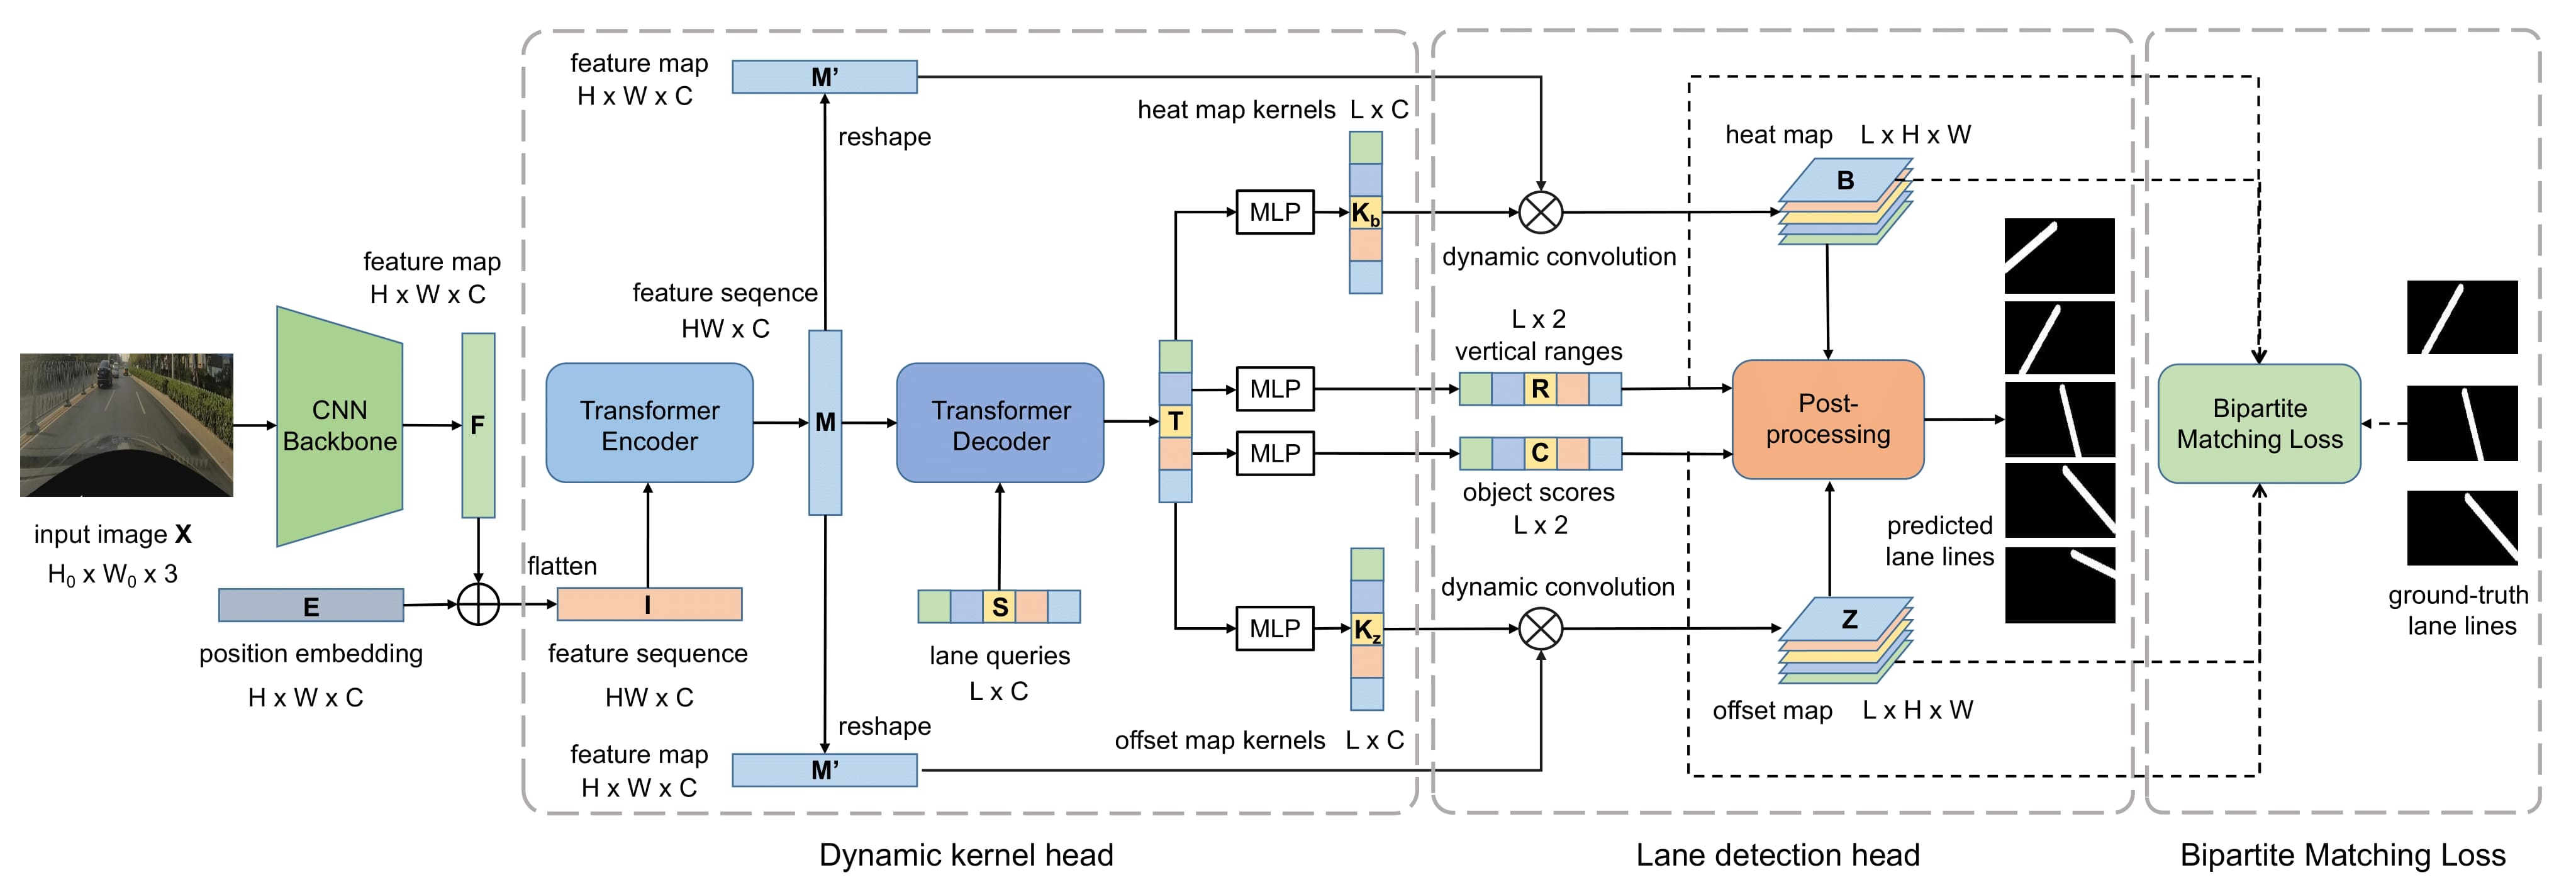 input image X
H₀ x W₀ x 3
CNN
Backbone
feature map
H x W x C
F
E
position embedding
H x W x C
flatten
I
feature sequence
HW x C
Transformer
Encoder
feature map
H x W x C
M’
reshape
feature seqence
HW x C
M
reshape
feature map
H x W x C
M’
Transformer
Decoder
S
lane queries
L x C
T
MLP
MLP
MLP
MLP
heat map kernels L x C
K_b
offset map kernels L x C
K_z
Dynamic kernel head
dynamic convolution
L x 2
vertical ranges
R
C
object scores
L x 2
dynamic convolution
heat map L x H x W
B
Post-
processing
Z
offset map L x H x W
predicted
lane lines
Lane detection head
Bipartite
Matching Loss
ground-truth
lane lines
Bipartite Matching Loss